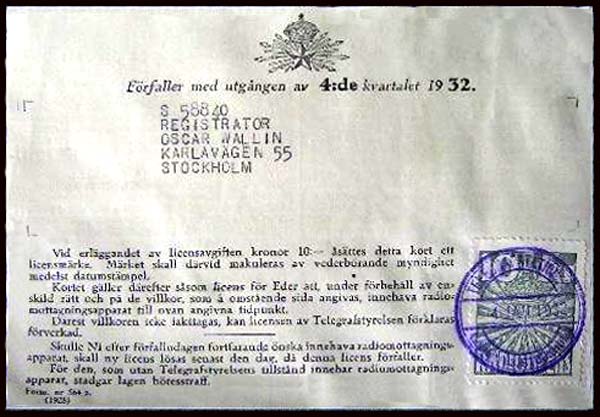 Förfaller med utgången av 4:de kvartalet 1932.
S 58840
REGISTRATOR
OSCAR WALLIN
KARLAVÄGEN 55
STOCKHOLM
Vid erläggandet av licensavgiften kronor 10:— åsättes detta kort ett
licensmärke. Märket skall därvid makuleras av vederbörande myndighet
medelst datumstämpel.
Kortet gäller därefter såsom licens för Eder att, under förbehåll av en-
skild rätt och på de villkor, som å omstående sida angivas, innehava radio-
mottagningsapparat till ovan angivna tidpunkt.
Därest villkoren icke iakttagas, kan licensen av Telegrafstyrelsen förklaras
förverkad.
Skulle Ni efter förfallodagen fortfarande önska innehava radiomottagnings-
apparat, skall ny licens lösas senast den dag, då denna licens förfaller.
För den, som utan Telegrafstyrelsens tillstånd innehar radiomottagnings-
apparat, stadgar lagen bötesstraff.
Form. nr 564 a.
(1928)